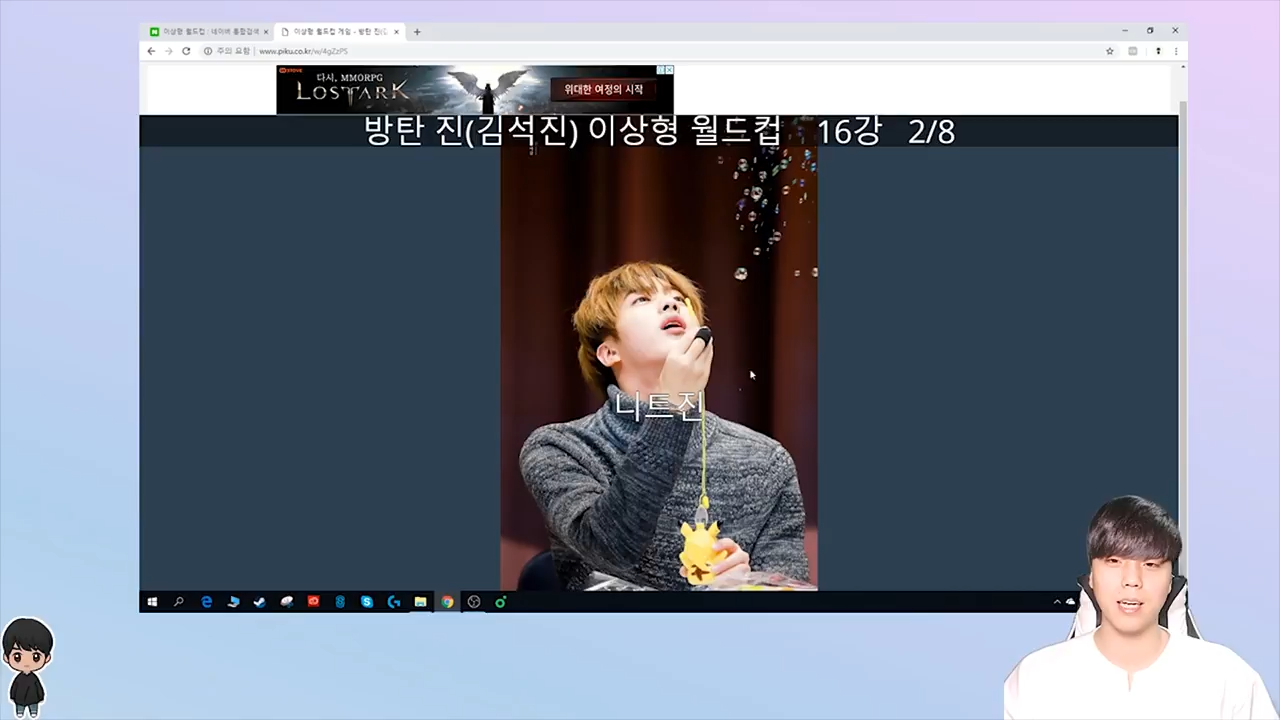 이상형 월드컵 : 네이버 통합검색
이상형 월드컵 게임 - 방탄 진(김
주의 요함 | www.piku.co.kr/w/4gZzPS
다시, MMORPG
LOSTARK
위대한 여정의 시작
방탄 진(김석진) 이상형 월드컵 16강 2/8
니트진